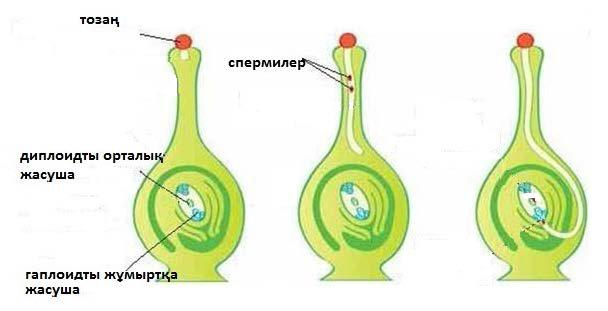 тозаң
спермилер
диплоидты орталық
жасуша
гаплоидты жұмыртқа
жасуша